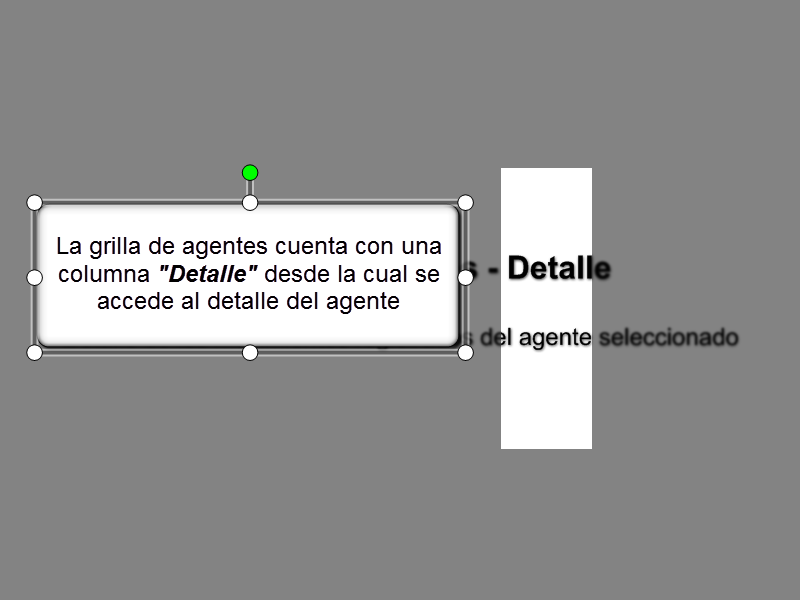 La grilla de agentes cuenta con una
columna "Detalle" desde la cual se
accede al detalle del agente
- Detalle
del agente seleccionado